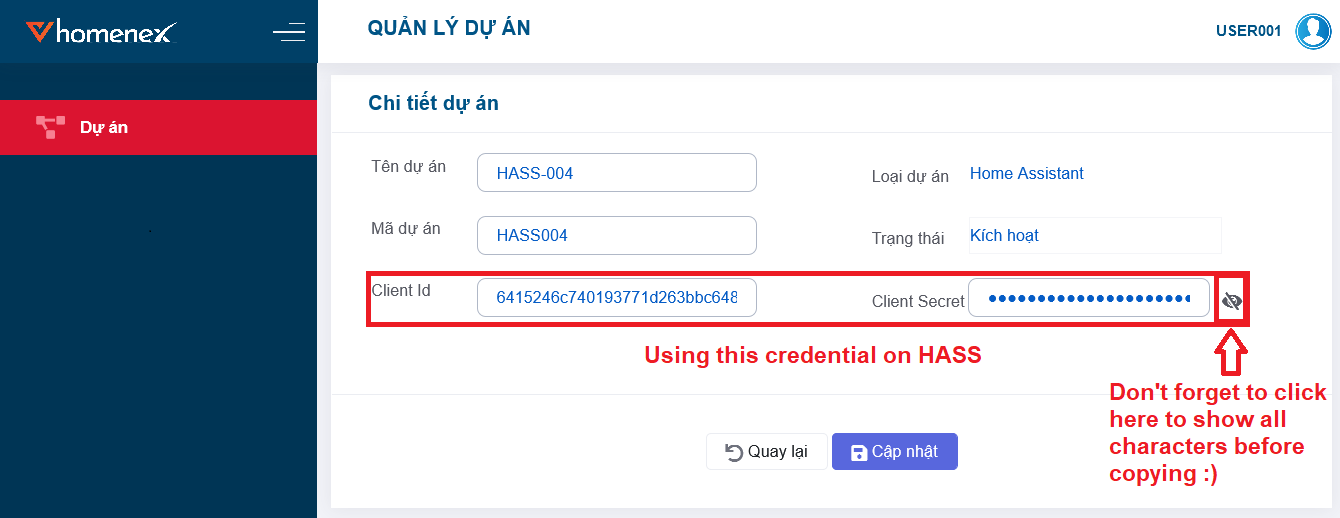 homenex
QUẢN LÝ DỰ ÁN
USER001
Dự án
Chi tiết dự án
Tên dự án
HASS-004
Loại dự án
Home Assistant
Mã dự án
HASS004
Trạng thái
Kích hoạt
Client Id
6415246c740193771d263bbc648
Client Secret
Using this credential on HASS
Don't forget to click
here to show all
characters before
copying :)
Quay lại
Cập nhật